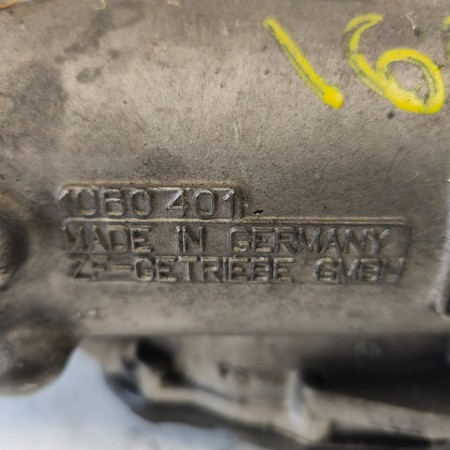 16
1060 401
MADE IN GERMANY
ZF-GETRIEBE GMBH